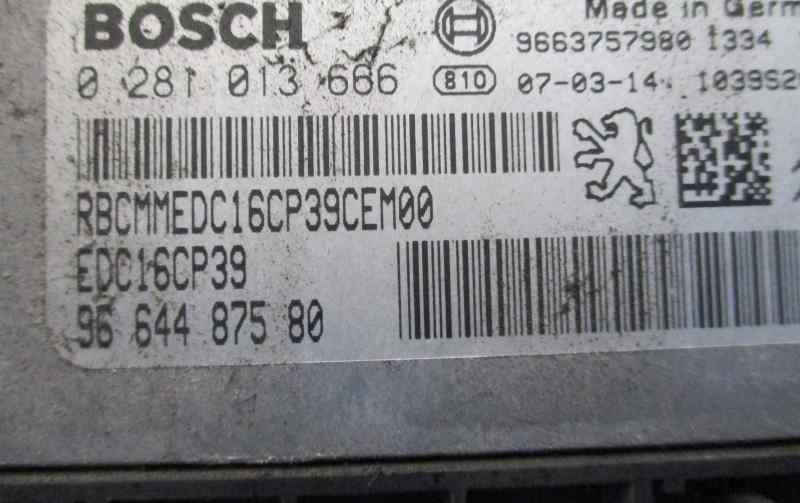 BOSCH Made in Germ
9663757980 1334
0 281 013 666 810 07-03-14 1039S2
RBCMMEDC16CP39CEM00
EDC16CP39
96 644 875 80